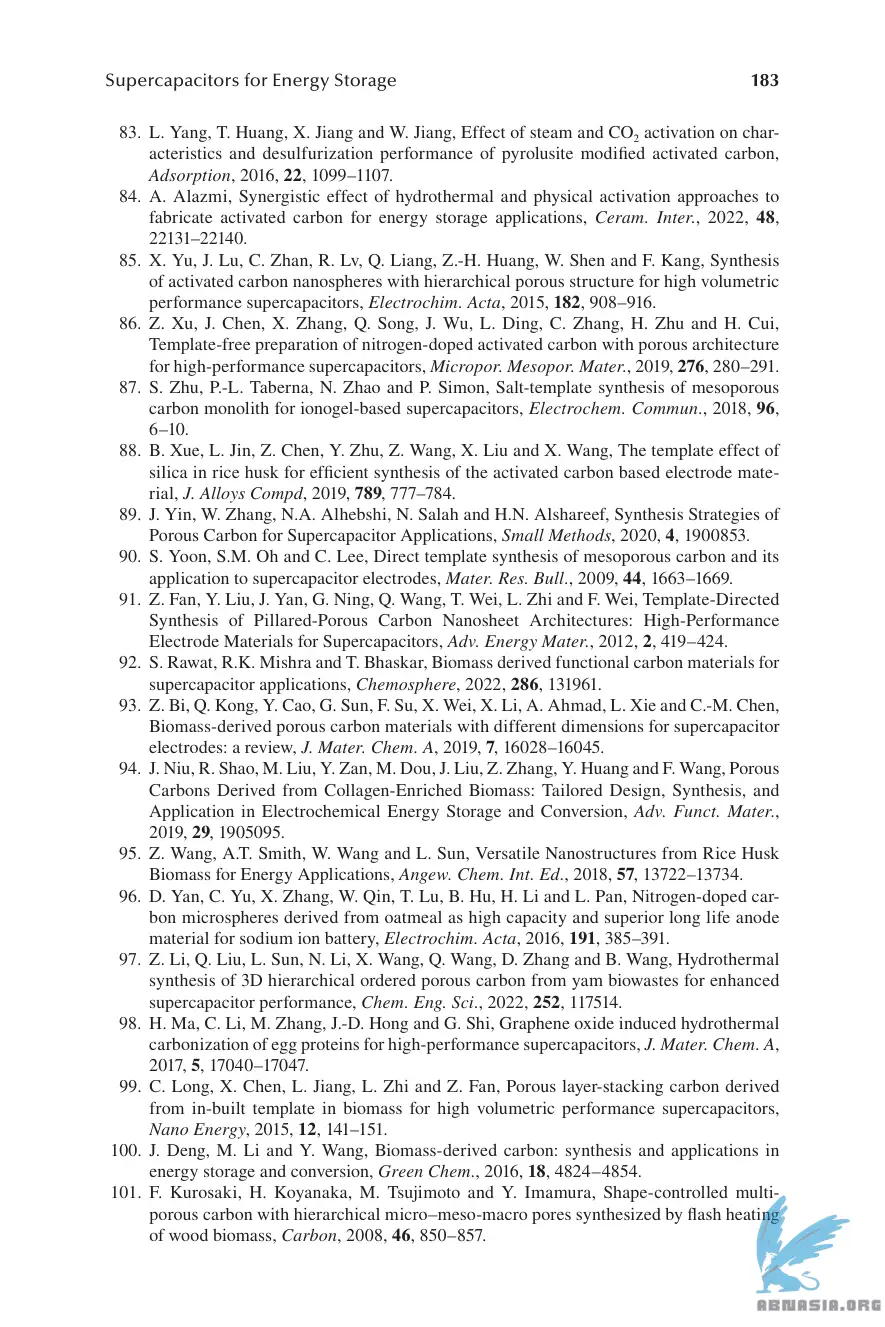 Supercapacitors for Energy Storage 183
83. L. Yang, T. Huang, X. Jiang and W. Jiang, Effect of steam and CO₂ activation on char-
acteristics and desulfurization performance of pyrolusite modified activated carbon,
Adsorption, 2016, 22, 1099–1107.
84. A. Alazmi, Synergistic effect of hydrothermal and physical activation approaches to
fabricate activated carbon for energy storage applications, Ceram. Inter., 2022, 48,
22131–22140.
85. X. Yu, J. Lu, C. Zhan, R. Lv, Q. Liang, Z.-H. Huang, W. Shen and F. Kang, Synthesis
of activated carbon nanospheres with hierarchical porous structure for high volumetric
performance supercapacitors, Electrochim. Acta, 2015, 182, 908–916.
86. Z. Xu, J. Chen, X. Zhang, Q. Song, J. Wu, L. Ding, C. Zhang, H. Zhu and H. Cui,
Template-free preparation of nitrogen-doped activated carbon with porous architecture
for high-performance supercapacitors, Micropor. Mesopor. Mater., 2019, 276, 280–291.
87. S. Zhu, P.-L. Taberna, N. Zhao and P. Simon, Salt-template synthesis of mesoporous
carbon monolith for ionogel-based supercapacitors, Electrochem. Commun., 2018, 96,
6–10.
88. B. Xue, L. Jin, Z. Chen, Y. Zhu, Z. Wang, X. Liu and X. Wang, The template effect of
silica in rice husk for efficient synthesis of the activated carbon based electrode mate-
rial, J. Alloys Compd, 2019, 789, 777–784.
89. J. Yin, W. Zhang, N.A. Alhebshi, N. Salah and H.N. Alshareef, Synthesis Strategies of
Porous Carbon for Supercapacitor Applications, Small Methods, 2020, 4, 1900853.
90. S. Yoon, S.M. Oh and C. Lee, Direct template synthesis of mesoporous carbon and its
application to supercapacitor electrodes, Mater. Res. Bull., 2009, 44, 1663–1669.
91. Z. Fan, Y. Liu, J. Yan, G. Ning, Q. Wang, T. Wei, L. Zhi and F. Wei, Template-Directed
Synthesis of Pillared-Porous Carbon Nanosheet Architectures: High-Performance
Electrode Materials for Supercapacitors, Adv. Energy Mater., 2012, 2, 419–424.
92. S. Rawat, R.K. Mishra and T. Bhaskar, Biomass derived functional carbon materials for
supercapacitor applications, Chemosphere, 2022, 286, 131961.
93. Z. Bi, Q. Kong, Y. Cao, G. Sun, F. Su, X. Wei, X. Li, A. Ahmad, L. Xie and C.-M. Chen,
Biomass-derived porous carbon materials with different dimensions for supercapacitor
electrodes: a review, J. Mater. Chem. A, 2019, 7, 16028–16045.
94. J. Niu, R. Shao, M. Liu, Y. Zan, M. Dou, J. Liu, Z. Zhang, Y. Huang and F. Wang, Porous
Carbons Derived from Collagen-Enriched Biomass: Tailored Design, Synthesis, and
Application in Electrochemical Energy Storage and Conversion, Adv. Funct. Mater.,
2019, 29, 1905095.
95. Z. Wang, A.T. Smith, W. Wang and L. Sun, Versatile Nanostructures from Rice Husk
Biomass for Energy Applications, Angew. Chem. Int. Ed., 2018, 57, 13722–13734.
96. D. Yan, C. Yu, X. Zhang, W. Qin, T. Lu, B. Hu, H. Li and L. Pan, Nitrogen-doped car-
bon microspheres derived from oatmeal as high capacity and superior long life anode
material for sodium ion battery, Electrochim. Acta, 2016, 191, 385–391.
97. Z. Li, Q. Liu, L. Sun, N. Li, X. Wang, Q. Wang, D. Zhang and B. Wang, Hydrothermal
synthesis of 3D hierarchical ordered porous carbon from yam biowastes for enhanced
supercapacitor performance, Chem. Eng. Sci., 2022, 252, 117514.
98. H. Ma, C. Li, M. Zhang, J.-D. Hong and G. Shi, Graphene oxide induced hydrothermal
carbonization of egg proteins for high-performance supercapacitors, J. Mater. Chem. A,
2017, 5, 17040–17047.
99. C. Long, X. Chen, L. Jiang, L. Zhi and Z. Fan, Porous layer-stacking carbon derived
from in-built template in biomass for high volumetric performance supercapacitors,
Nano Energy, 2015, 12, 141–151.
100. J. Deng, M. Li and Y. Wang, Biomass-derived carbon: synthesis and applications in
energy storage and conversion, Green Chem., 2016, 18, 4824–4854.
101. F. Kurosaki, H. Koyanaka, M. Tsujimoto and Y. Imamura, Shape-controlled multi-
porous carbon with hierarchical micro–meso-macro pores synthesized by flash heating
of wood biomass, Carbon, 2008, 46, 850–857.
ABNASIA.ORG